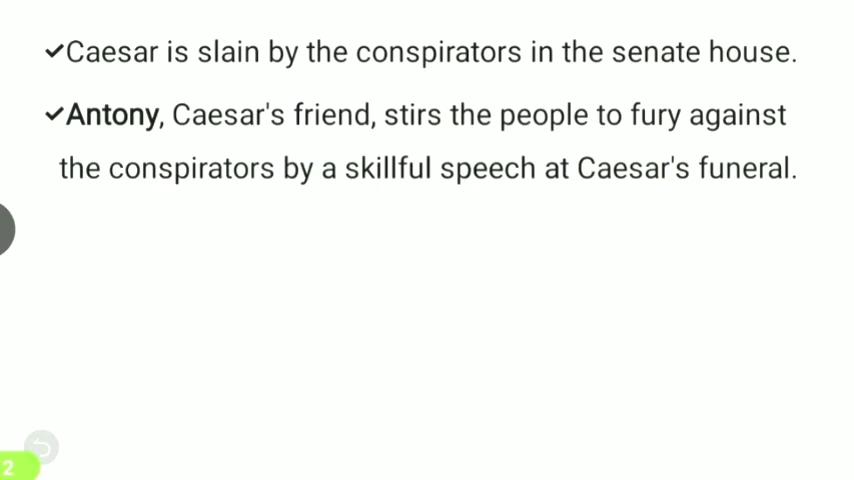 ✓Caesar is slain by the conspirators in the senate house.
✓Antony, Caesar's friend, stirs the people to fury against
the conspirators by a skillful speech at Caesar's funeral.
2